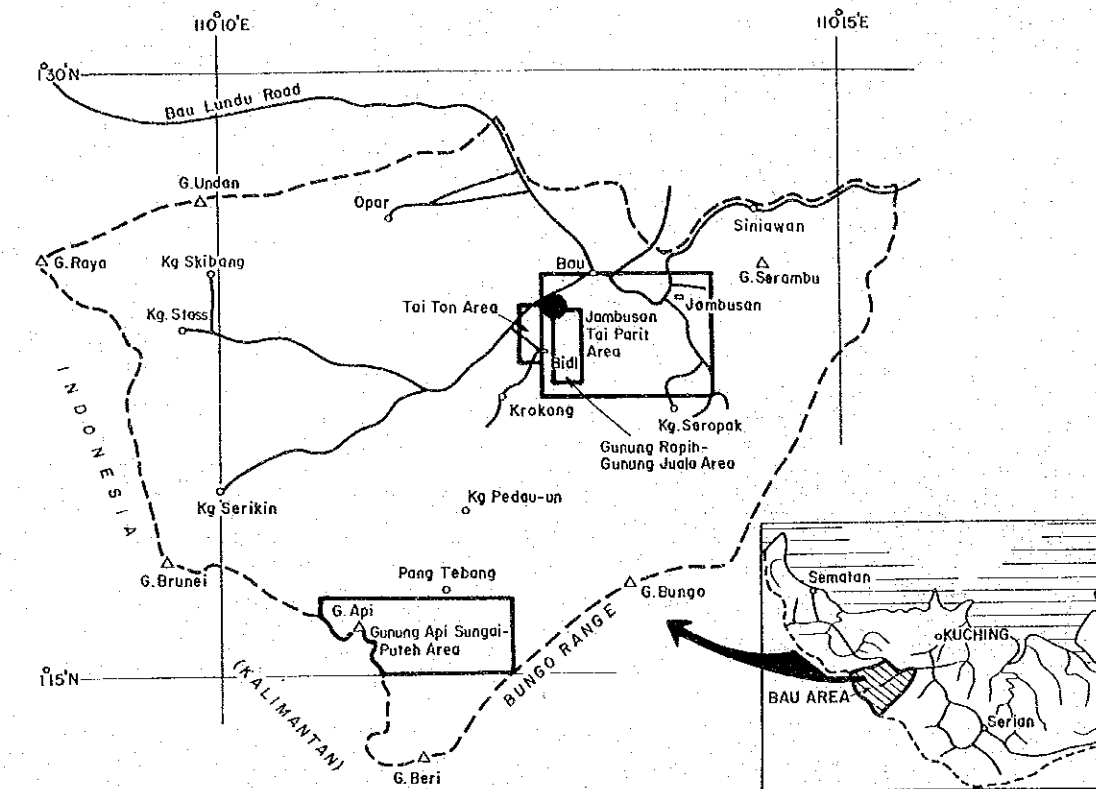 110°10'E
110°15'E
1°30'N
Bau Lundu Road
G.Undan
Opar
Siniawan
G.Raya
Kg Skibang
Bau
G.Serambu
Tai Ton Area
Jambusan
Kg. Stass
Jambusan
Tai Parit
Area
Bidi
INDONESIA
Krokong
Kg.Seropak
Gunung Rapih-
Gunung Juala Area
Kg Serikin
Kg Pedau-un
G.Brunei
Pang Tebang
G.Bungo
G.Api
Gunung Api Sungai-
Puteh Area
BUNGO RANGE
1°15'N
(KALIMANTAN)
G.Beri
Sematan
KUCHING
BAU AREA
Serian